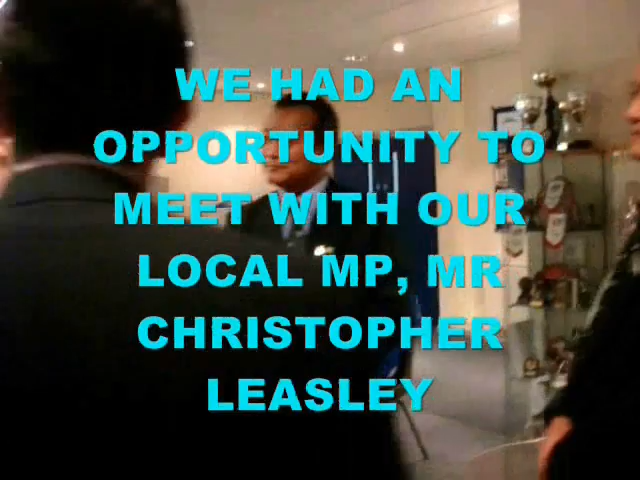 WE HAD AN
OPPORTUNITY TO
MEET WITH OUR
LOCAL MP, MR
CHRISTOPHER
LEASLEY